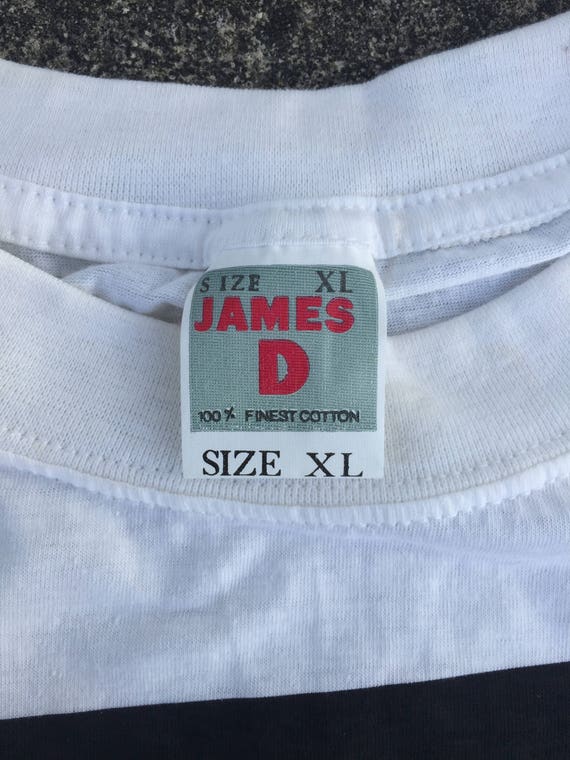 SIZE XL
JAMES
D
100% FINEST COTTON
SIZE XL